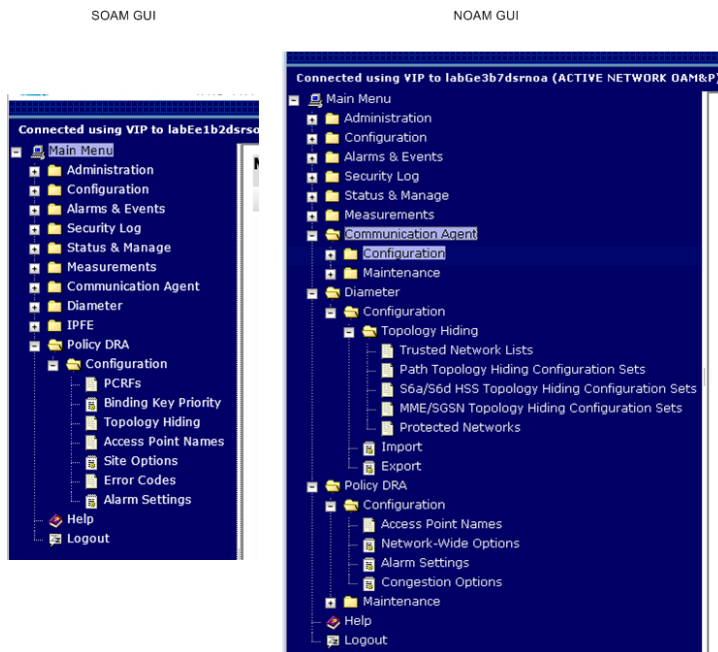 SOAM GUI
Connected using VIP to labEe1b2dsrso
Main Menu
Administration
Configuration
Alarms & Events
Security Log
Status & Manage
Measurements
Communication Agent
Diameter
IPFE
Policy DRA
Configuration
PCRFs
Binding Key Priority
Topology Hiding
Access Point Names
Site Options
Error Codes
Alarm Settings
Help
Logout
NOAM GUI
Connected using VIP to labGe3b7dsrnoa (ACTIVE NETWORK OAM&P)
Main Menu
Administration
Configuration
Alarms & Events
Security Log
Status & Manage
Measurements
Communication Agent
Configuration
Maintenance
Diameter
Configuration
Topology Hiding
Trusted Network Lists
Path Topology Hiding Configuration Sets
S6a/S6d HSS Topology Hiding Configuration Sets
MME/SGSN Topology Hiding Configuration Sets
Protected Networks
Import
Export
Policy DRA
Configuration
Access Point Names
Network-Wide Options
Alarm Settings
Congestion Options
Maintenance
Help
Logout